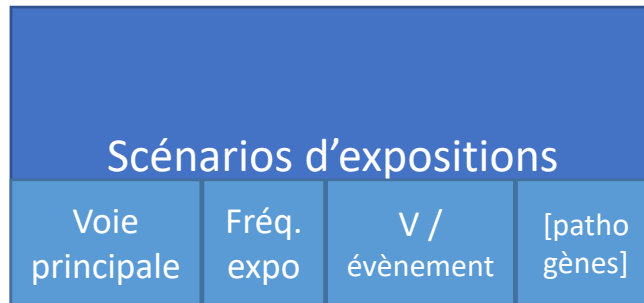 Scénarios d'expositions
Voie
principale
Fréq.
expo
V /
évènement
[patho
gènes]